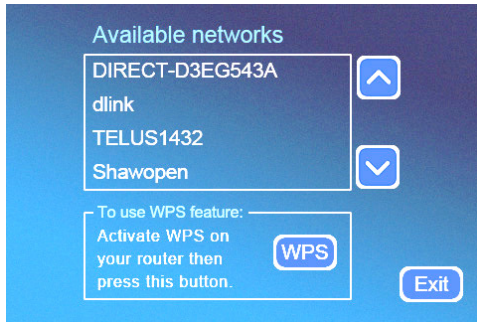 Available networks
DIRECT-D3EG543A
dlink
TELUS1432
Shawopen
To use WPS feature:
Activate WPS on
your router then
press this button.
WPS
Exit